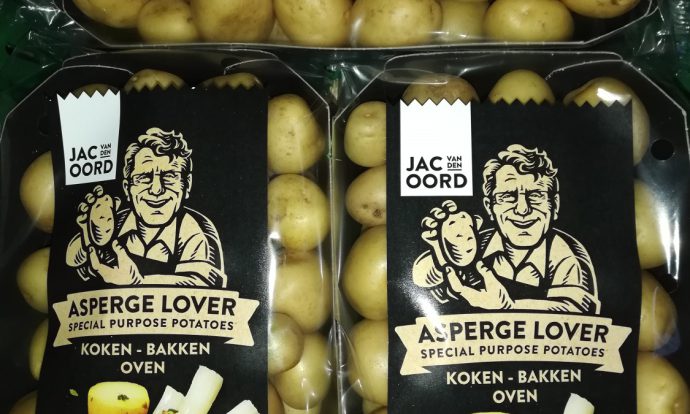 JAC VAN DEN
OORD
ASPERGE LOVER
SPECIAL PURPOSE POTATOES
KOKEN - BAKKEN
OVEN
JAC VAN DEN
OORD
ASPERGE LOVER
SPECIAL PURPOSE POTATOES
KOKEN - BAKKEN
OVEN